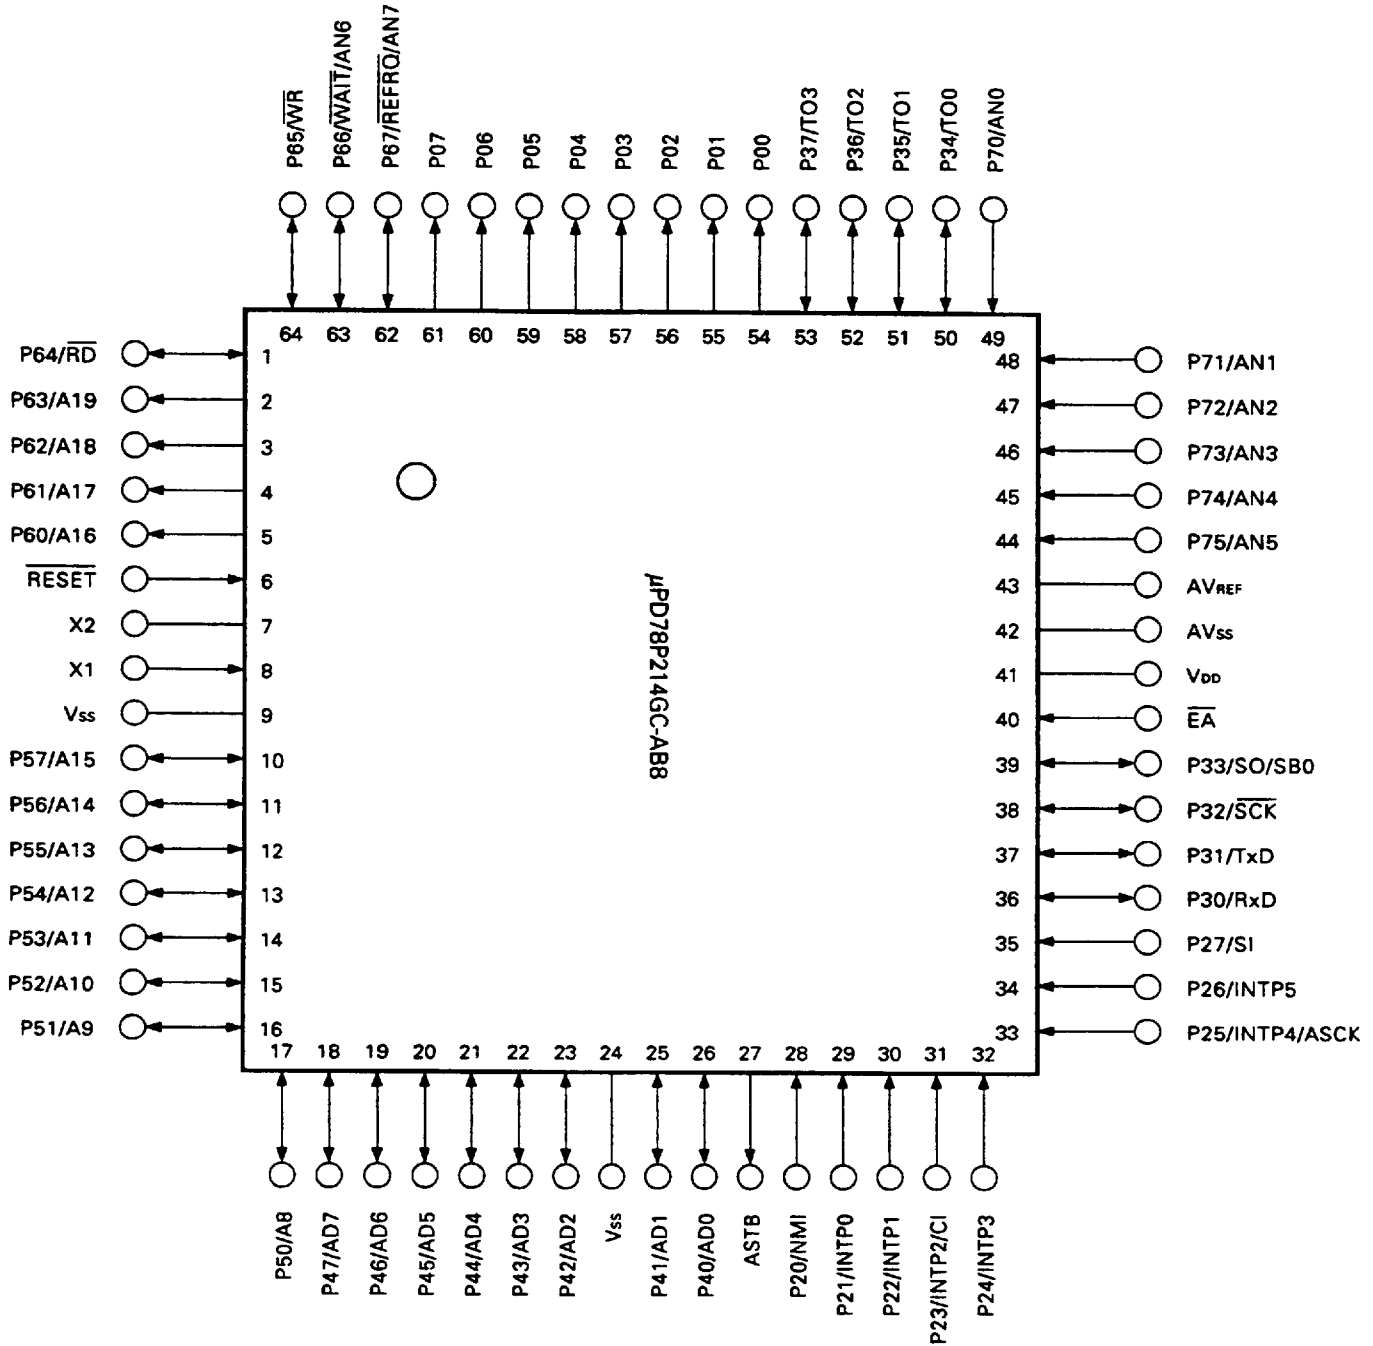 P65/WR
P66/WAIT/AN6
P67/REFRQ/AN7
P07
P06
P05
P04
P03
P02
P01
P00
P37/TO3
P36/TO2
P35/TO1
P34/TO0
P70/AN0
64 63 62 61 60 59 58 57 56 55 54 53 52 51 50 49
P64/RD 1
P63/A19 2
P62/A18 3
P61/A17 4
P60/A16 5
RESET 6
X2 7
X1 8
Vss 9
P57/A15 10
P56/A14 11
P55/A13 12
P54/A12 13
P53/A11 14
P52/A10 15
P51/A9 16
µPD78P214GC-AB8
48 P71/AN1
47 P72/AN2
46 P73/AN3
45 P74/AN4
44 P75/AN5
43 AVREF
42 AVss
41 VDD
40 EA
39 P33/SO/SB0
38 P32/SCK
37 P31/TxD
36 P30/RxD
35 P27/SI
34 P26/INTP5
33 P25/INTP4/ASCK
17 18 19 20 21 22 23 24 25 26 27 28 29 30 31 32
P50/A8
P47/AD7
P46/AD6
P45/AD5
P44/AD4
P43/AD3
P42/AD2
Vss
P41/AD1
P40/AD0
ASTB
P20/NMI
P21/INTP0
P22/INTP1
P23/INTP2/CI
P24/INTP3